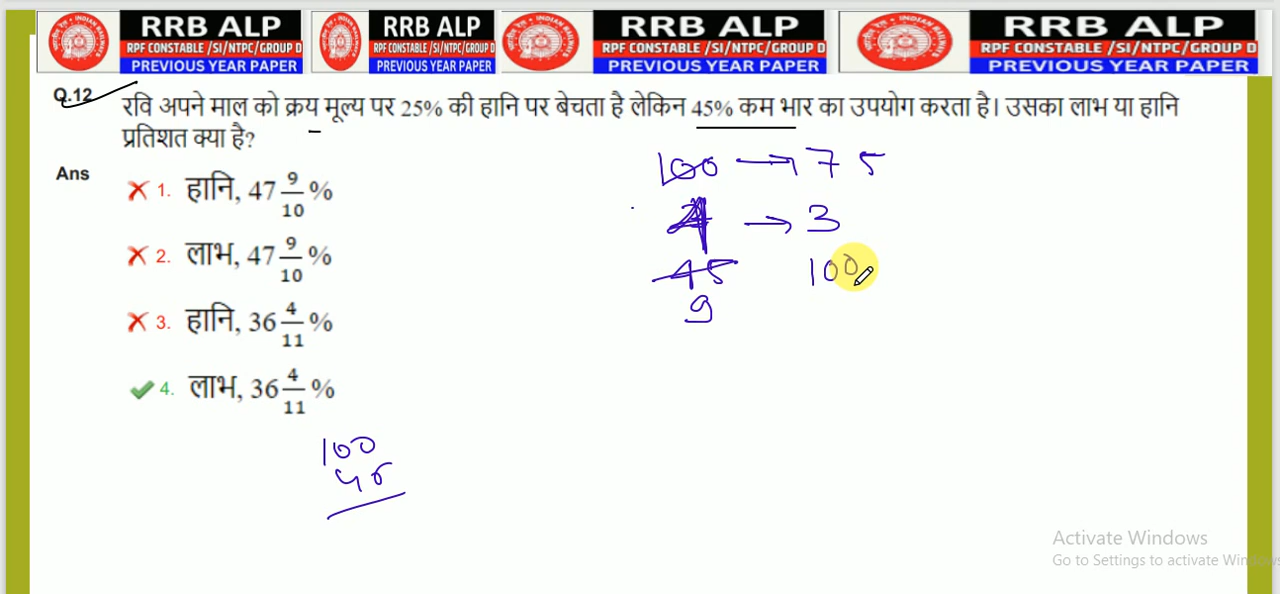 RRB ALP RRB ALP RRB ALP RRB ALP
RPF CONSTABLE /SI/NTPC/GROUP D RPF CONSTABLE /SI/NTPC/GROUP D RPF CONSTABLE /SI/NTPC/GROUP D RPF CONSTABLE /SI/NTPC/GROUP D
PREVIOUS YEAR PAPER PREVIOUS YEAR PAPER PREVIOUS YEAR PAPER PREVIOUS YEAR PAPER
Q.12 रवि अपने माल को क्रय मूल्य पर 25% की हानि पर बेचता है लेकिन 45% कम भार का उपयोग करता है। उसका लाभ या हानि
प्रतिशत क्या है?
100 → 75
Ans
1. हानि, 47 9/10 %
4 → 3
2. लाभ, 47 9/10 %
45 100
9
3. हानि, 36 4/11 %
4. लाभ, 36 4/11 %
100
45
Activate Windows
Go to Settings to activate Windows